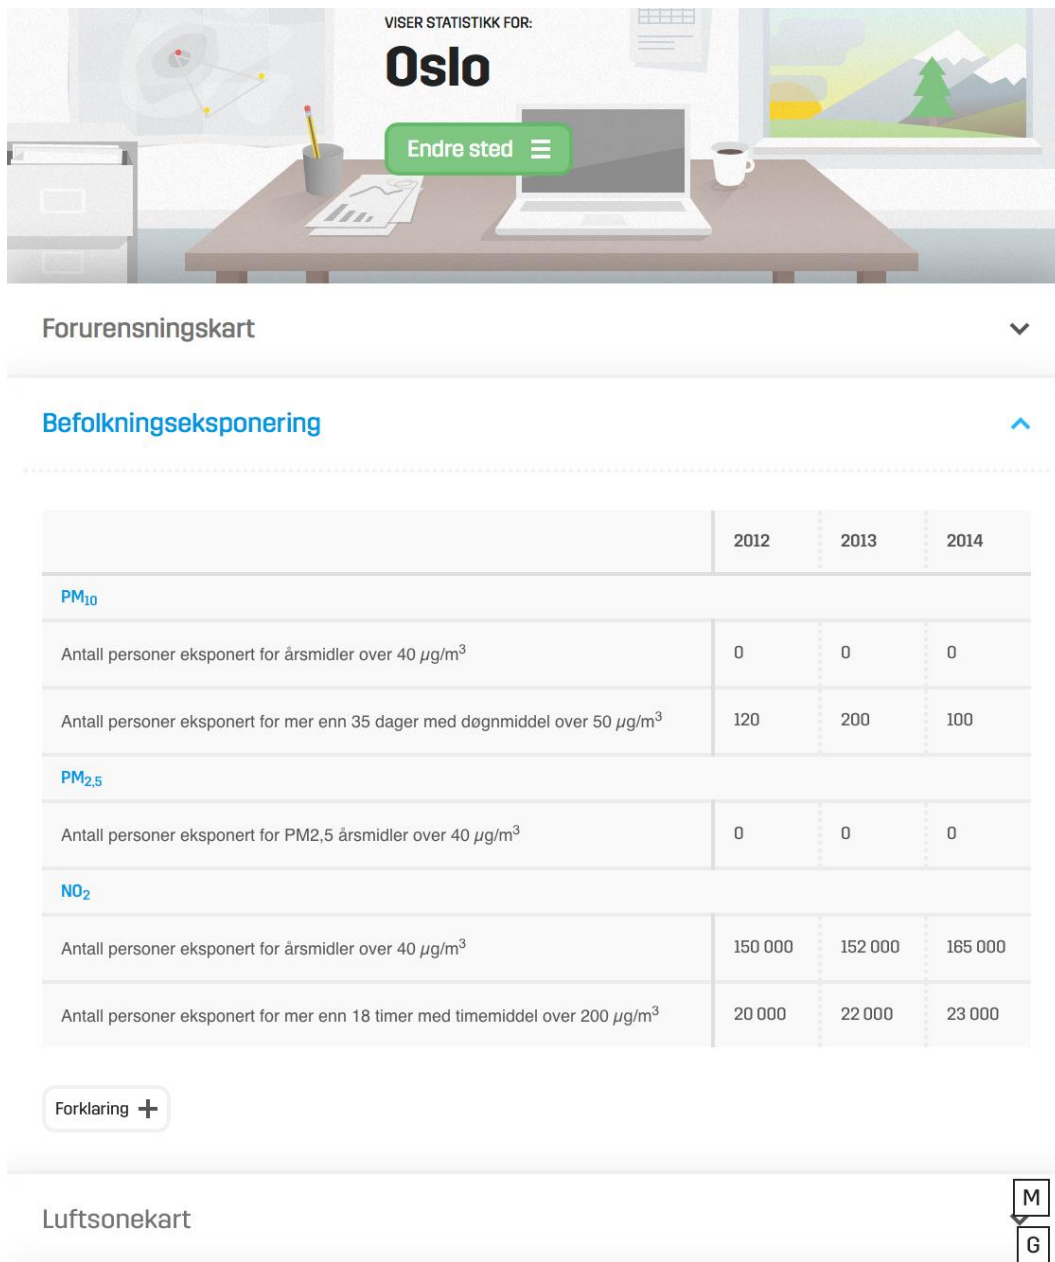 VISER STATISTIKK FOR:
Oslo
Endre sted
Forurensningskart
Befolkningseksponering
2012 2013 2014
PM₁₀
Antall personer eksponert for årsmidler over 40 µg/m³ 0 0 0
Antall personer eksponert for mer enn 35 dager med døgnmiddel over 50 µg/m³ 120 200 100
PM₂,₅
Antall personer eksponert for PM2,5 årsmidler over 40 µg/m³ 0 0 0
NO₂
Antall personer eksponert for årsmidler over 40 µg/m³ 150 000 152 000 165 000
Antall personer eksponert for mer enn 18 timer med timemiddel over 200 µg/m³ 20 000 22 000 23 000
Forklaring +
Luftsonekart
M
G